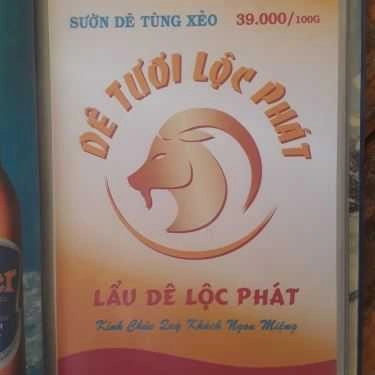 SƯỜN DÊ TÙNG XẺO 39.000/100G
DÊ TƯƠI LỘC PHÁT
LẨU DÊ LỘC PHÁT
Kính Chúc Quý Khách Ngon Miệng